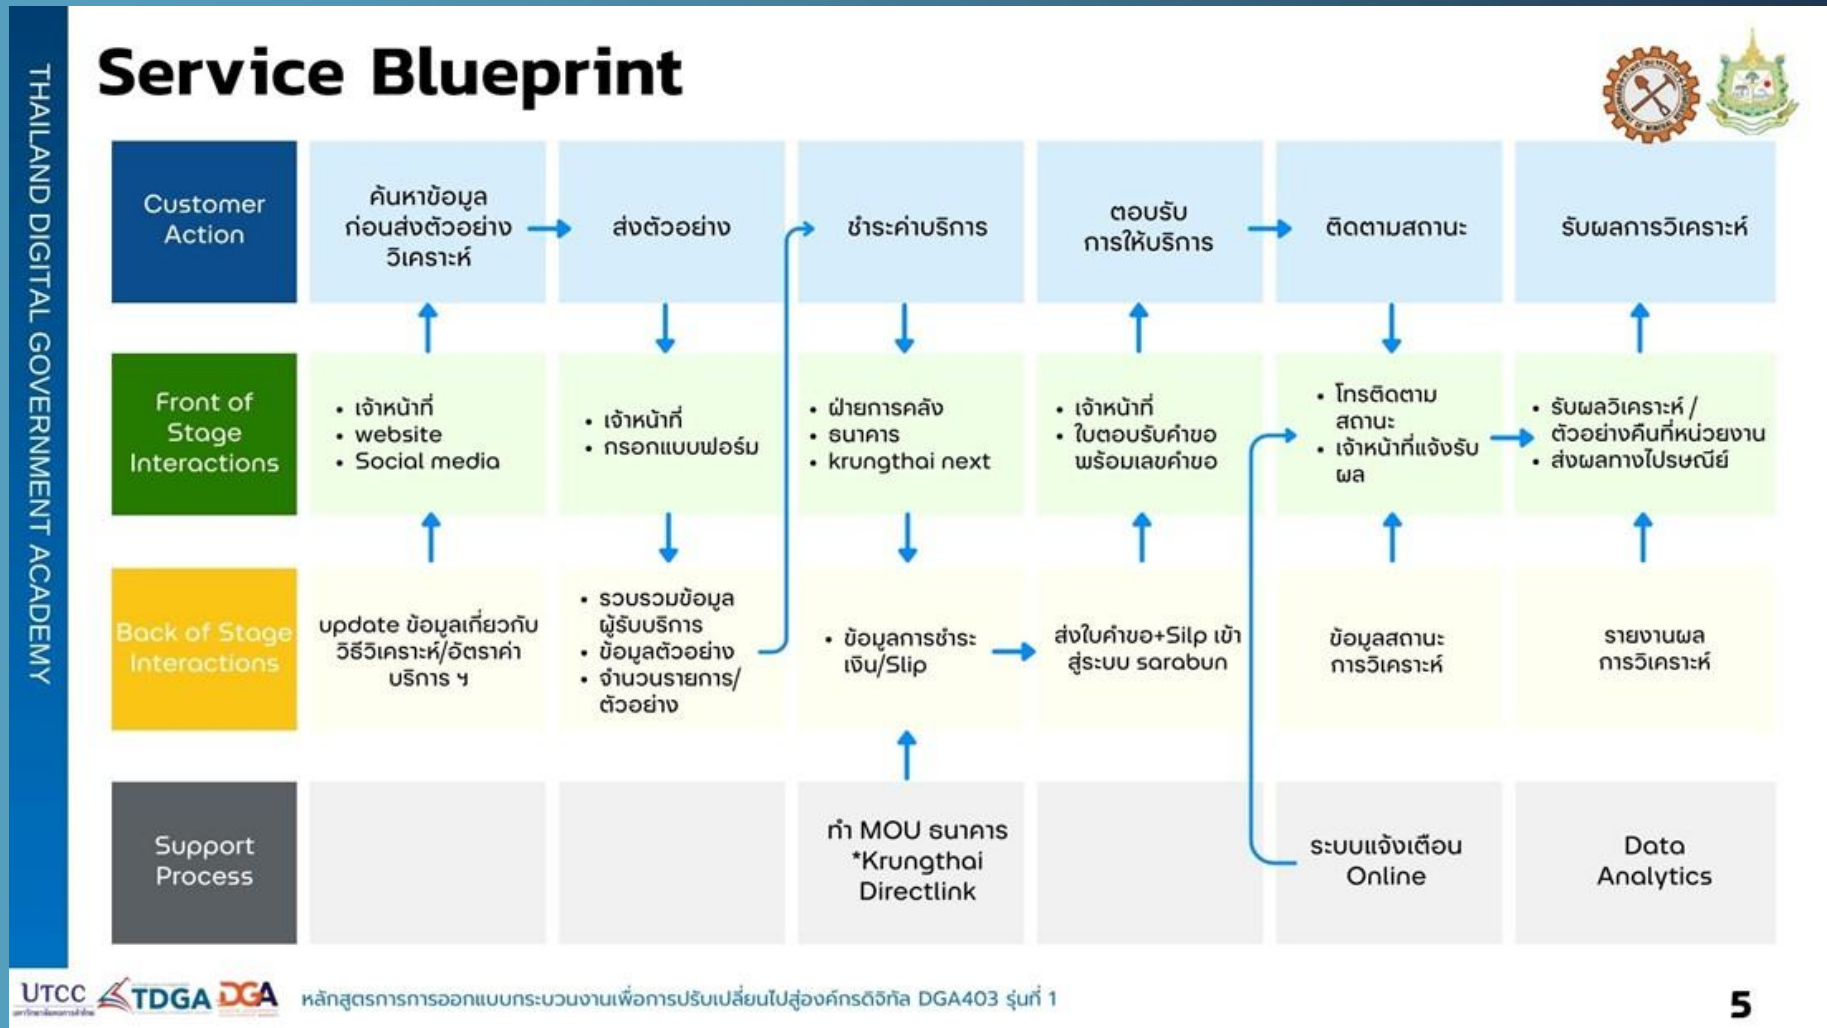 THAILAND DIGITAL GOVERNMENT ACADEMY
Service Blueprint
Customer
Action
ค้นหาข้อมูล
ก่อนส่งตัวอย่าง
วิเคราะห์
ส่งตัวอย่าง
ชำระค่าบริการ
ตอบรับ
การให้บริการ
ติดตามสถานะ
รับผลการวิเคราะห์
Front of
Stage
Interactions
• เจ้าหน้าที่
• website
• Social media
• เจ้าหน้าที่
• กรอกแบบฟอร์ม
• ฝ่ายการคลัง
• ธนาคาร
• krungthai next
• เจ้าหน้าที่
• ใบตอบรับคำขอ
พร้อมเลขคำขอ
• โทรติดตาม
สถานะ
• เจ้าหน้าที่แจ้งรับ
ผล
• รับผลวิเคราะห์ /
ตัวอย่างคืนที่หน่วยงาน
• ส่งผลทางไปรษณีย์
Back of Stage
Interactions
update ข้อมูลเกี่ยวกับ
วิธีวิเคราะห์/อัตราค่า
บริการ ฯ
• รวบรวมข้อมูล
ผู้รับบริการ
• ข้อมูลตัวอย่าง
• จำนวนรายการ/
ตัวอย่าง
• ข้อมูลการชำระ
เงิน/Slip
ส่งใบคำขอ+Silp เข้า
สู่ระบบ sarabun
ข้อมูลสถานะ
การวิเคราะห์
รายงานผล
การวิเคราะห์
Support
Process
ทำ MOU ธนาคาร
*Krungthai
Directlink
ระบบแจ้งเตือน
Online
Data
Analytics
UTCC
มหาวิทยาลัยหอการค้าไทย
TDGA
DGA
หลักสูตรการการออกแบบกระบวนงานเพื่อการปรับเปลี่ยนไปสู่องค์กรดิจิทัล DGA403 รุ่นที่ 1
5